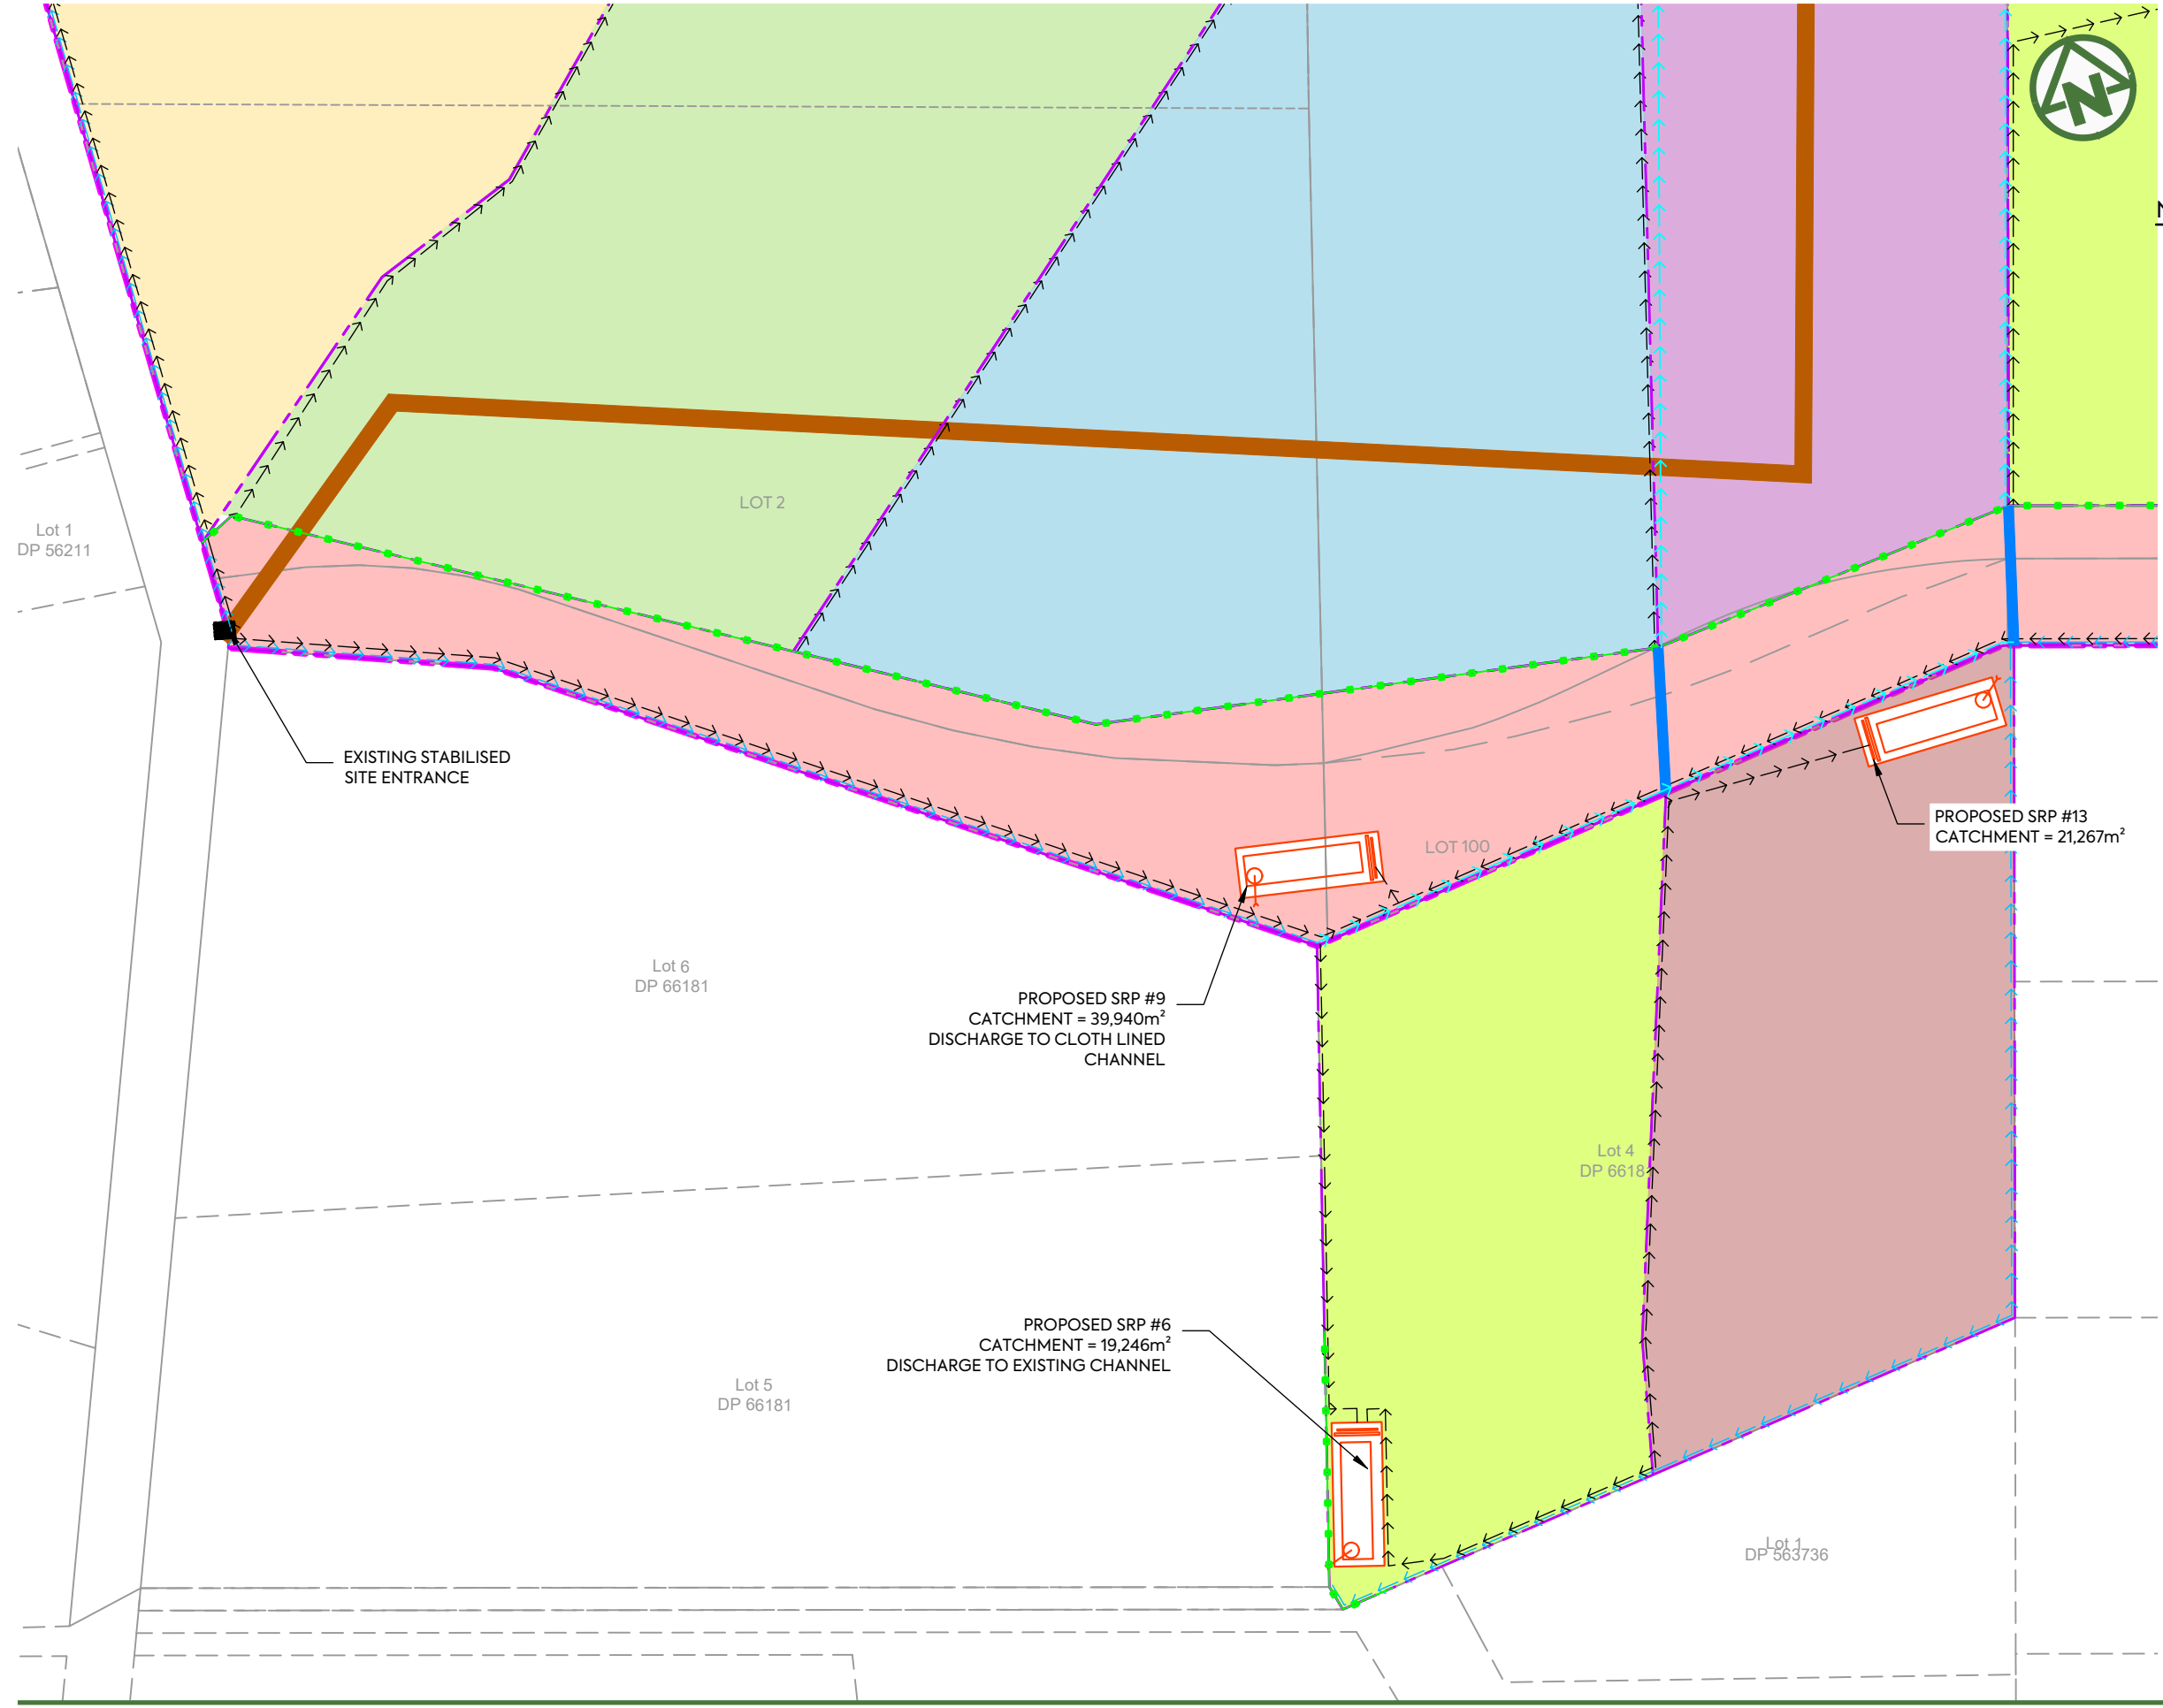 N
LOT 2
Lot 1
DP 56211
EXISTING STABILISED
SITE ENTRANCE
PROPOSED SRP #13
CATCHMENT = 21,267m²
LOT 100
Lot 6
DP 66181
PROPOSED SRP #9
CATCHMENT = 39,940m²
DISCHARGE TO CLOTH LINED
CHANNEL
Lot 4
DP 6618
PROPOSED SRP #6
CATCHMENT = 19,246m²
DISCHARGE TO EXISTING CHANNEL
Lot 5
DP 66181
Lot 1
DP 563736